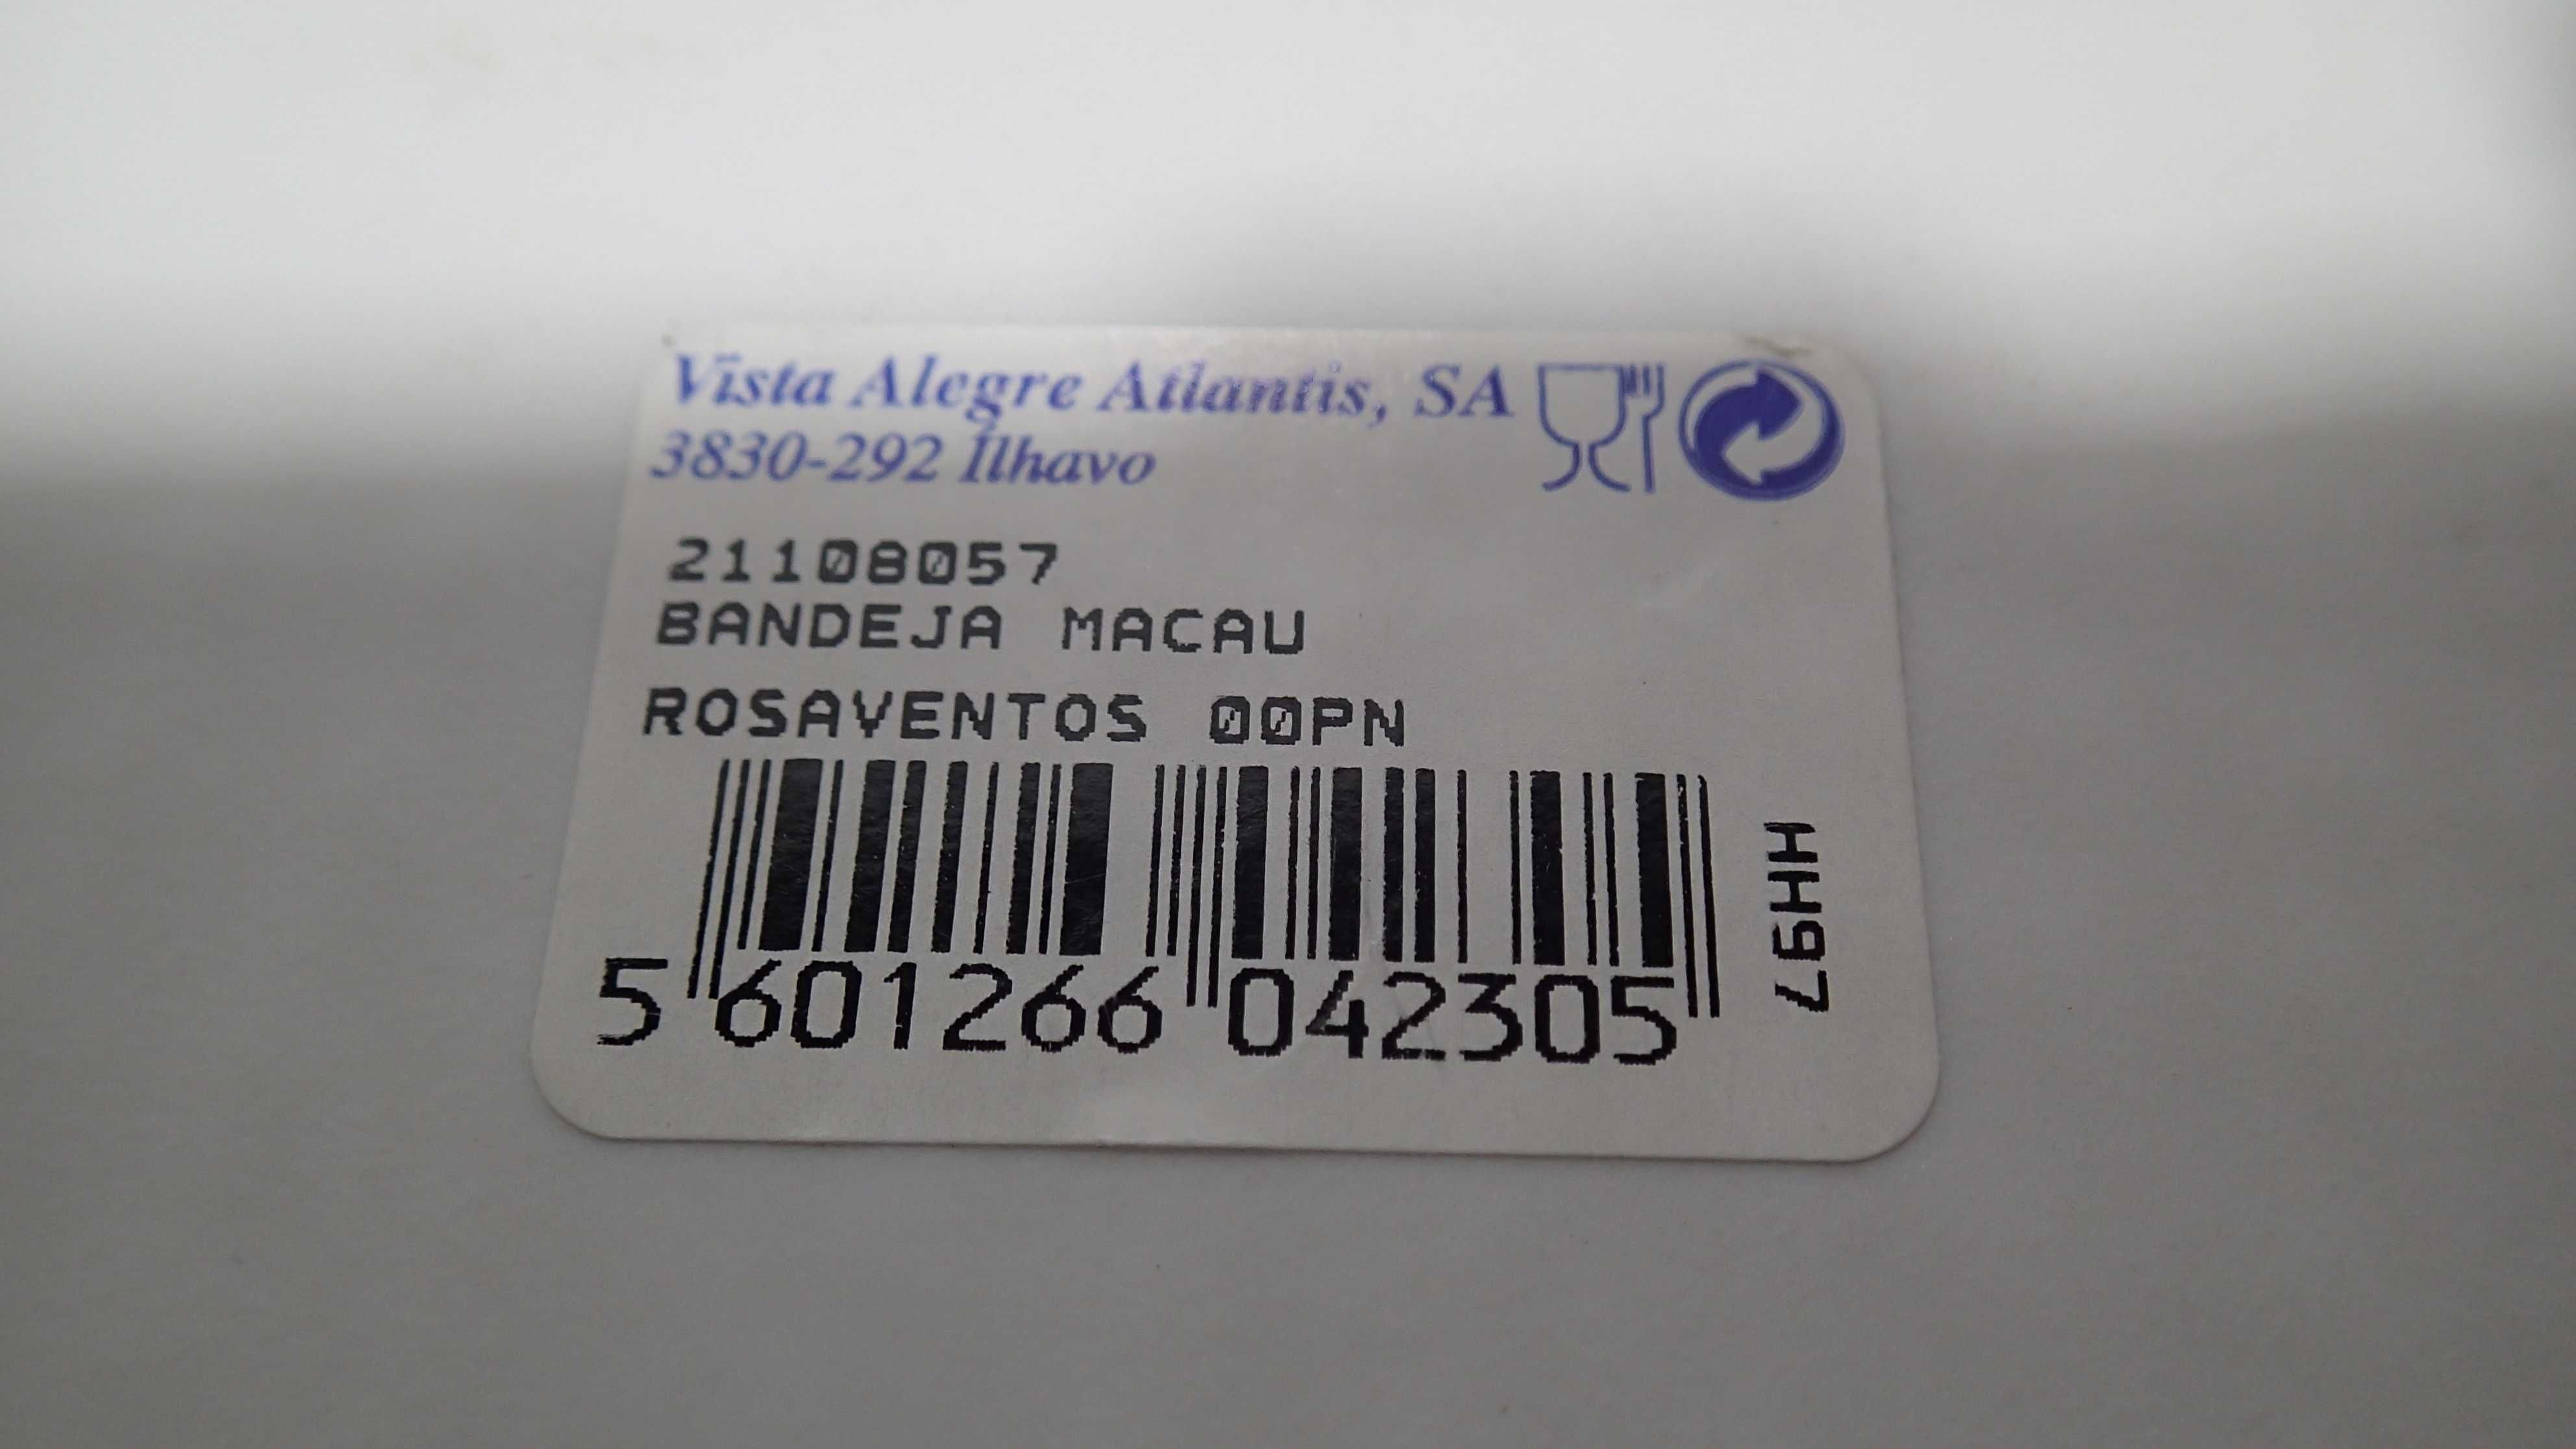 Vista Alegre Atlantis, SA
3830-292 Ílhavo
21108057
BANDEJA MACAU
ROSAVENTOS 00PN
HH97
5 601266 042305